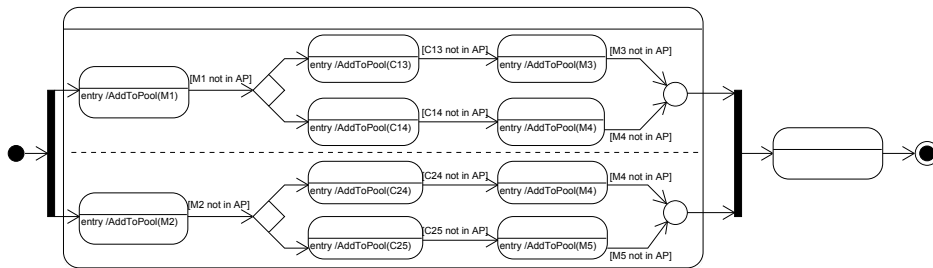 [C13 not in AP]
[M3 not in AP]
entry /AddToPool(C13)
entry /AddToPool(M3)
[M1 not in AP]
entry /AddToPool(M1)
[C14 not in AP]
entry /AddToPool(C14)
entry /AddToPool(M4)
[M4 not in AP]
[C24 not in AP]
[M4 not in AP]
entry /AddToPool(C24)
entry /AddToPool(M4)
[M2 not in AP]
entry /AddToPool(M2)
[C25 not in AP]
entry /AddToPool(C25)
entry /AddToPool(M5)
[M5 not in AP]